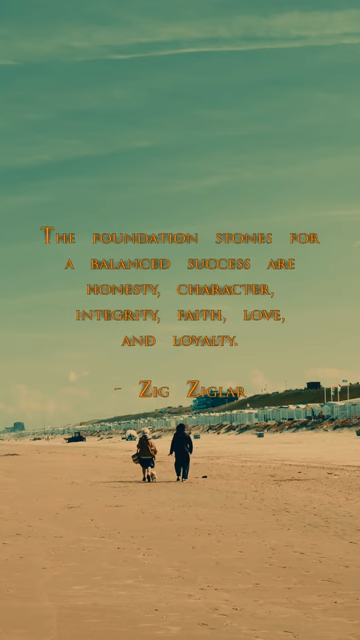 The foundation stones for
a balanced success are
honesty, character,
integrity, faith, love,
and loyalty.
- Zig Ziglar